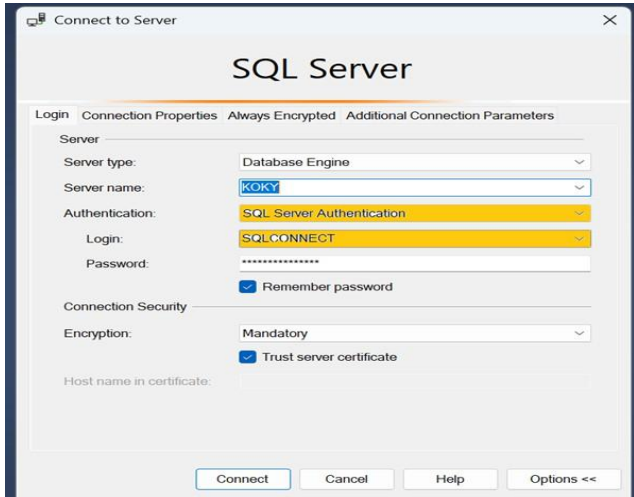 Connect to Server
SQL Server
Login Connection Properties Always Encrypted Additional Connection Parameters
Server
Server type: Database Engine
Server name: KOKY
Authentication: SQL Server Authentication
Login: SQLCONNECT
Password: ***************
Remember password
Connection Security
Encryption: Mandatory
Trust server certificate
Host name in certificate:
Connect Cancel Help Options <<